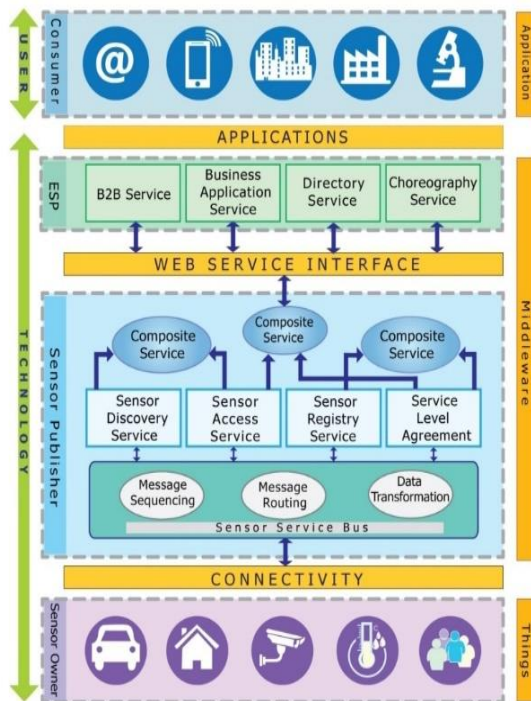 USER
Consumer
@
Application
APPLICATIONS
TECHNOLOGY
ESP
B2B Service
Business
Application
Service
Directory
Service
Choreography
Service
Middleware
WEB SERVICE INTERFACE
Sensor Publisher
Composite
Service
Composite
Service
Composite
Service
Sensor
Discovery
Service
Sensor
Access
Service
Sensor
Registry
Service
Service
Level
Agreement
Message
Sequencing
Message
Routing
Data
Transformation
Sensor Service Bus
CONNECTIVITY
Sensor Owner
Things